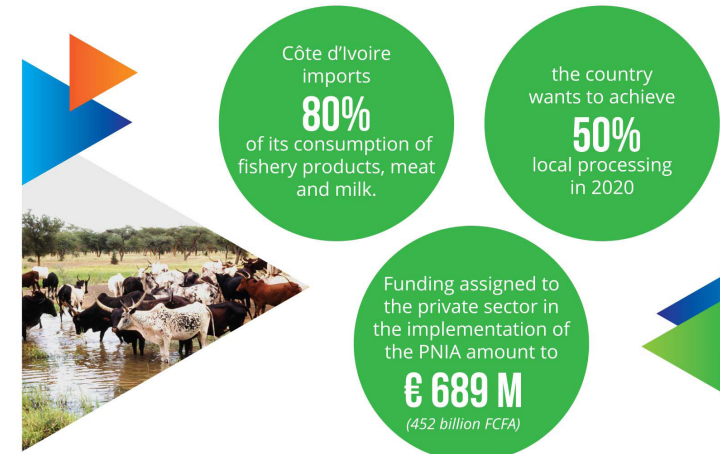 Côte d'Ivoire
imports
80%
of its consumption of
fishery products, meat
and milk.
the country
wants to achieve
50%
local processing
in 2020
Funding assigned to
the private sector in
the implementation of
the PNIA amount to
€ 689 M
(452 billion FCFA)